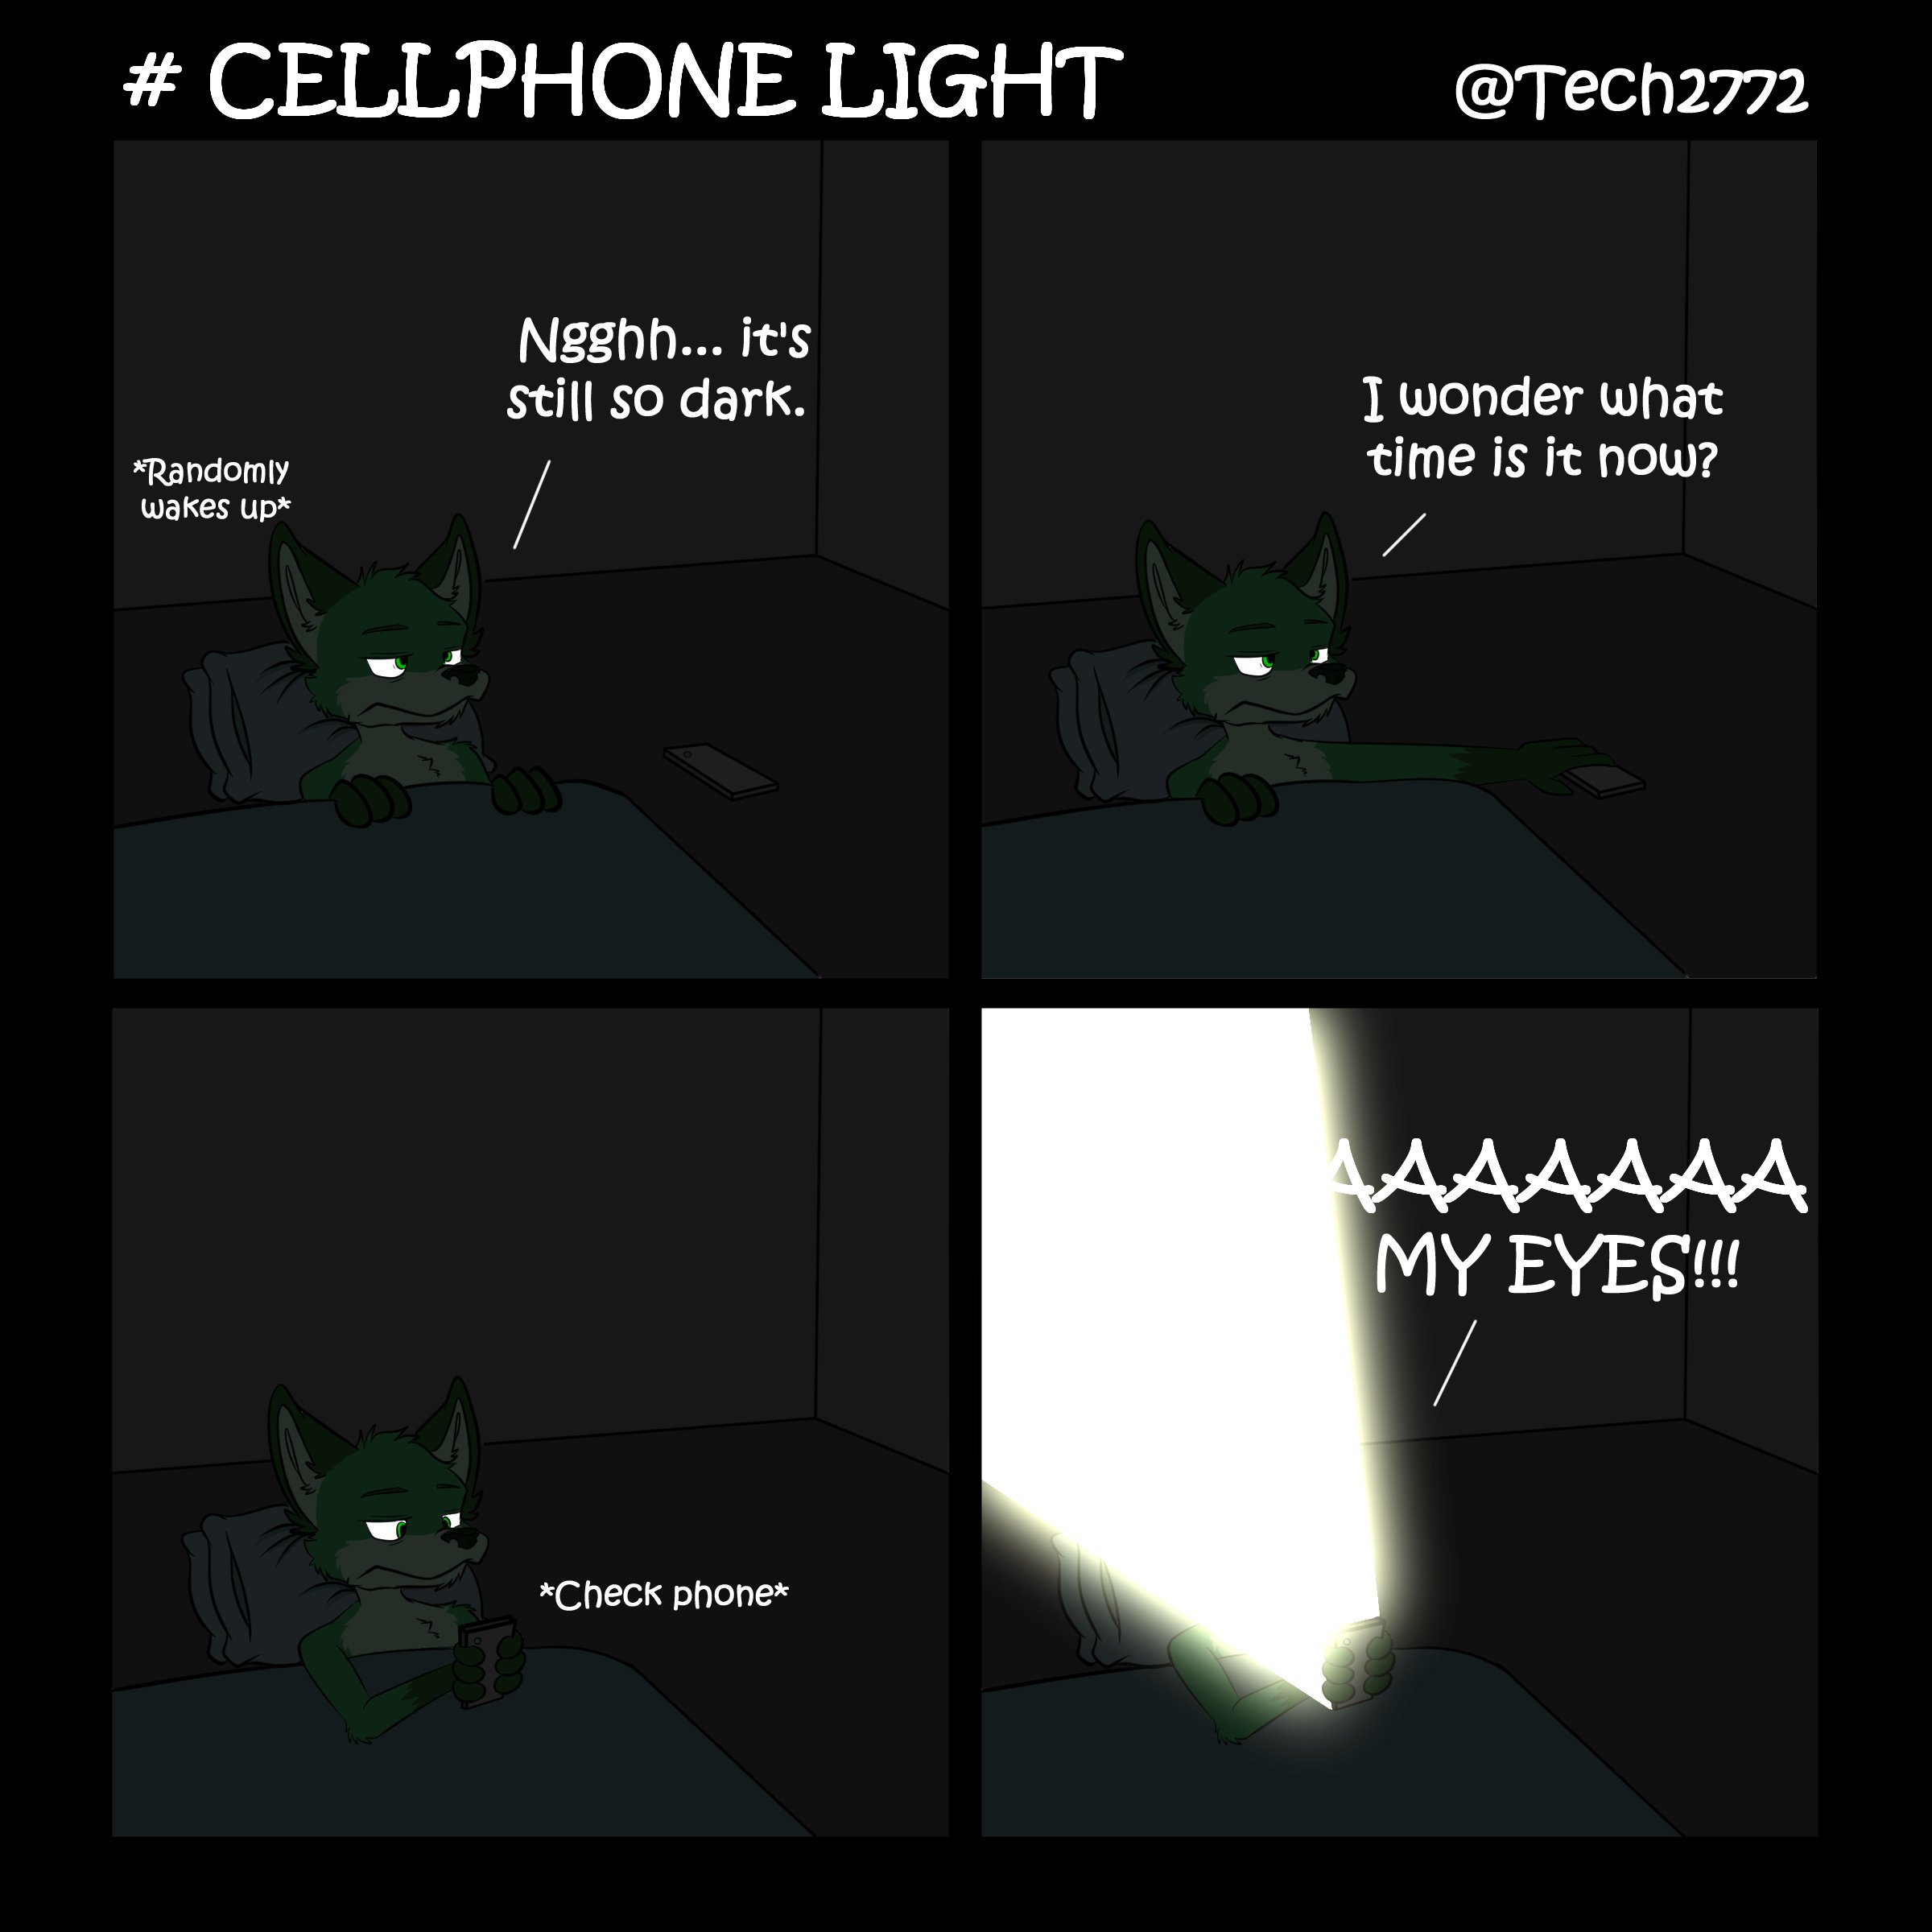 # CELLPHONE LIGHT
@Tech2772
*Randomly
wakes up*
Ngghh... it's
still so dark.
I wonder what
time is it now?
*Check phone*
AAAAAAA
MY EYES!!!